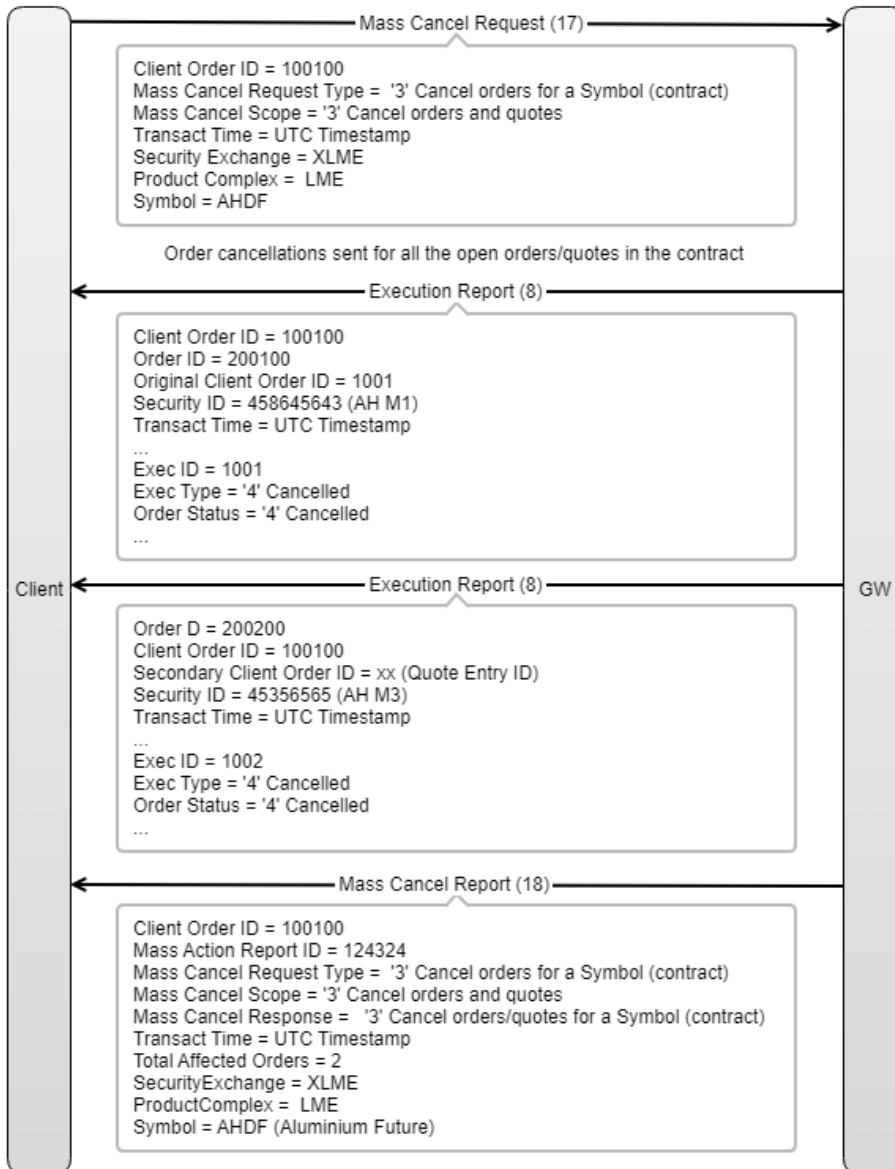 Mass Cancel Request (17)
Client Order ID = 100100
Mass Cancel Request Type = '3' Cancel orders for a Symbol (contract)
Mass Cancel Scope = '3' Cancel orders and quotes
Transact Time = UTC Timestamp
Security Exchange = XLME
Product Complex = LME
Symbol = AHDF
Order cancellations sent for all the open orders/quotes in the contract
Execution Report (8)
Client Order ID = 100100
Order ID = 200100
Original Client Order ID = 1001
Security ID = 458645643 (AH M1)
Transact Time = UTC Timestamp
...
Exec ID = 1001
Exec Type = '4' Cancelled
Order Status = '4' Cancelled
...
Client
Execution Report (8)
GW
Order D = 200200
Client Order ID = 100100
Secondary Client Order ID = xx (Quote Entry ID)
Security ID = 45356565 (AH M3)
Transact Time = UTC Timestamp
...
Exec ID = 1002
Exec Type = '4' Cancelled
Order Status = '4' Cancelled
...
Mass Cancel Report (18)
Client Order ID = 100100
Mass Action Report ID = 124324
Mass Cancel Request Type = '3' Cancel orders for a Symbol (contract)
Mass Cancel Scope = '3' Cancel orders and quotes
Mass Cancel Response = '3' Cancel orders/quotes for a Symbol (contract)
Transact Time = UTC Timestamp
Total Affected Orders = 2
SecurityExchange = XLME
ProductComplex = LME
Symbol = AHDF (Aluminium Future)